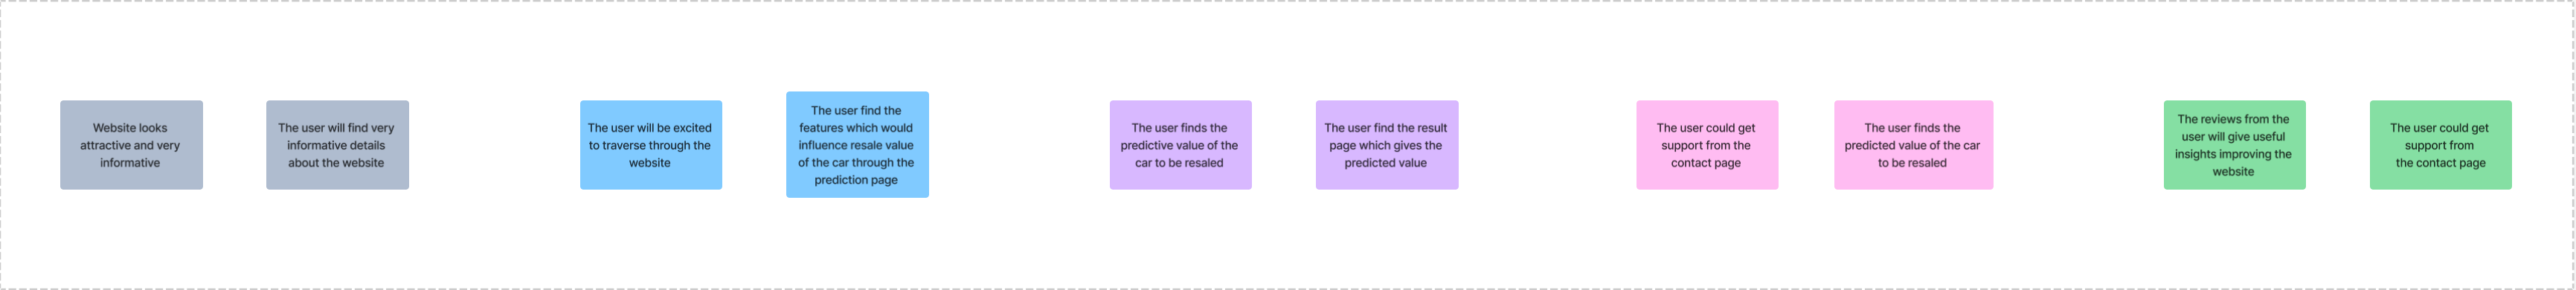 Website looks
attractive and very
informative
The user will find very
informative details
about the website
The user will be excited
to traverse through the
website
The user find the
features which would
influence resale value
of the car through the
prediction page
The user finds the
predictive value of the
car to be resaled
The user find the result
page which gives the
predicted value
The user could get
support from the
contact page
The user finds the
predicted value of the car
to be resaled
The reviews from the
user will give useful
insights improving the
website
The user could get
support from
the contact page